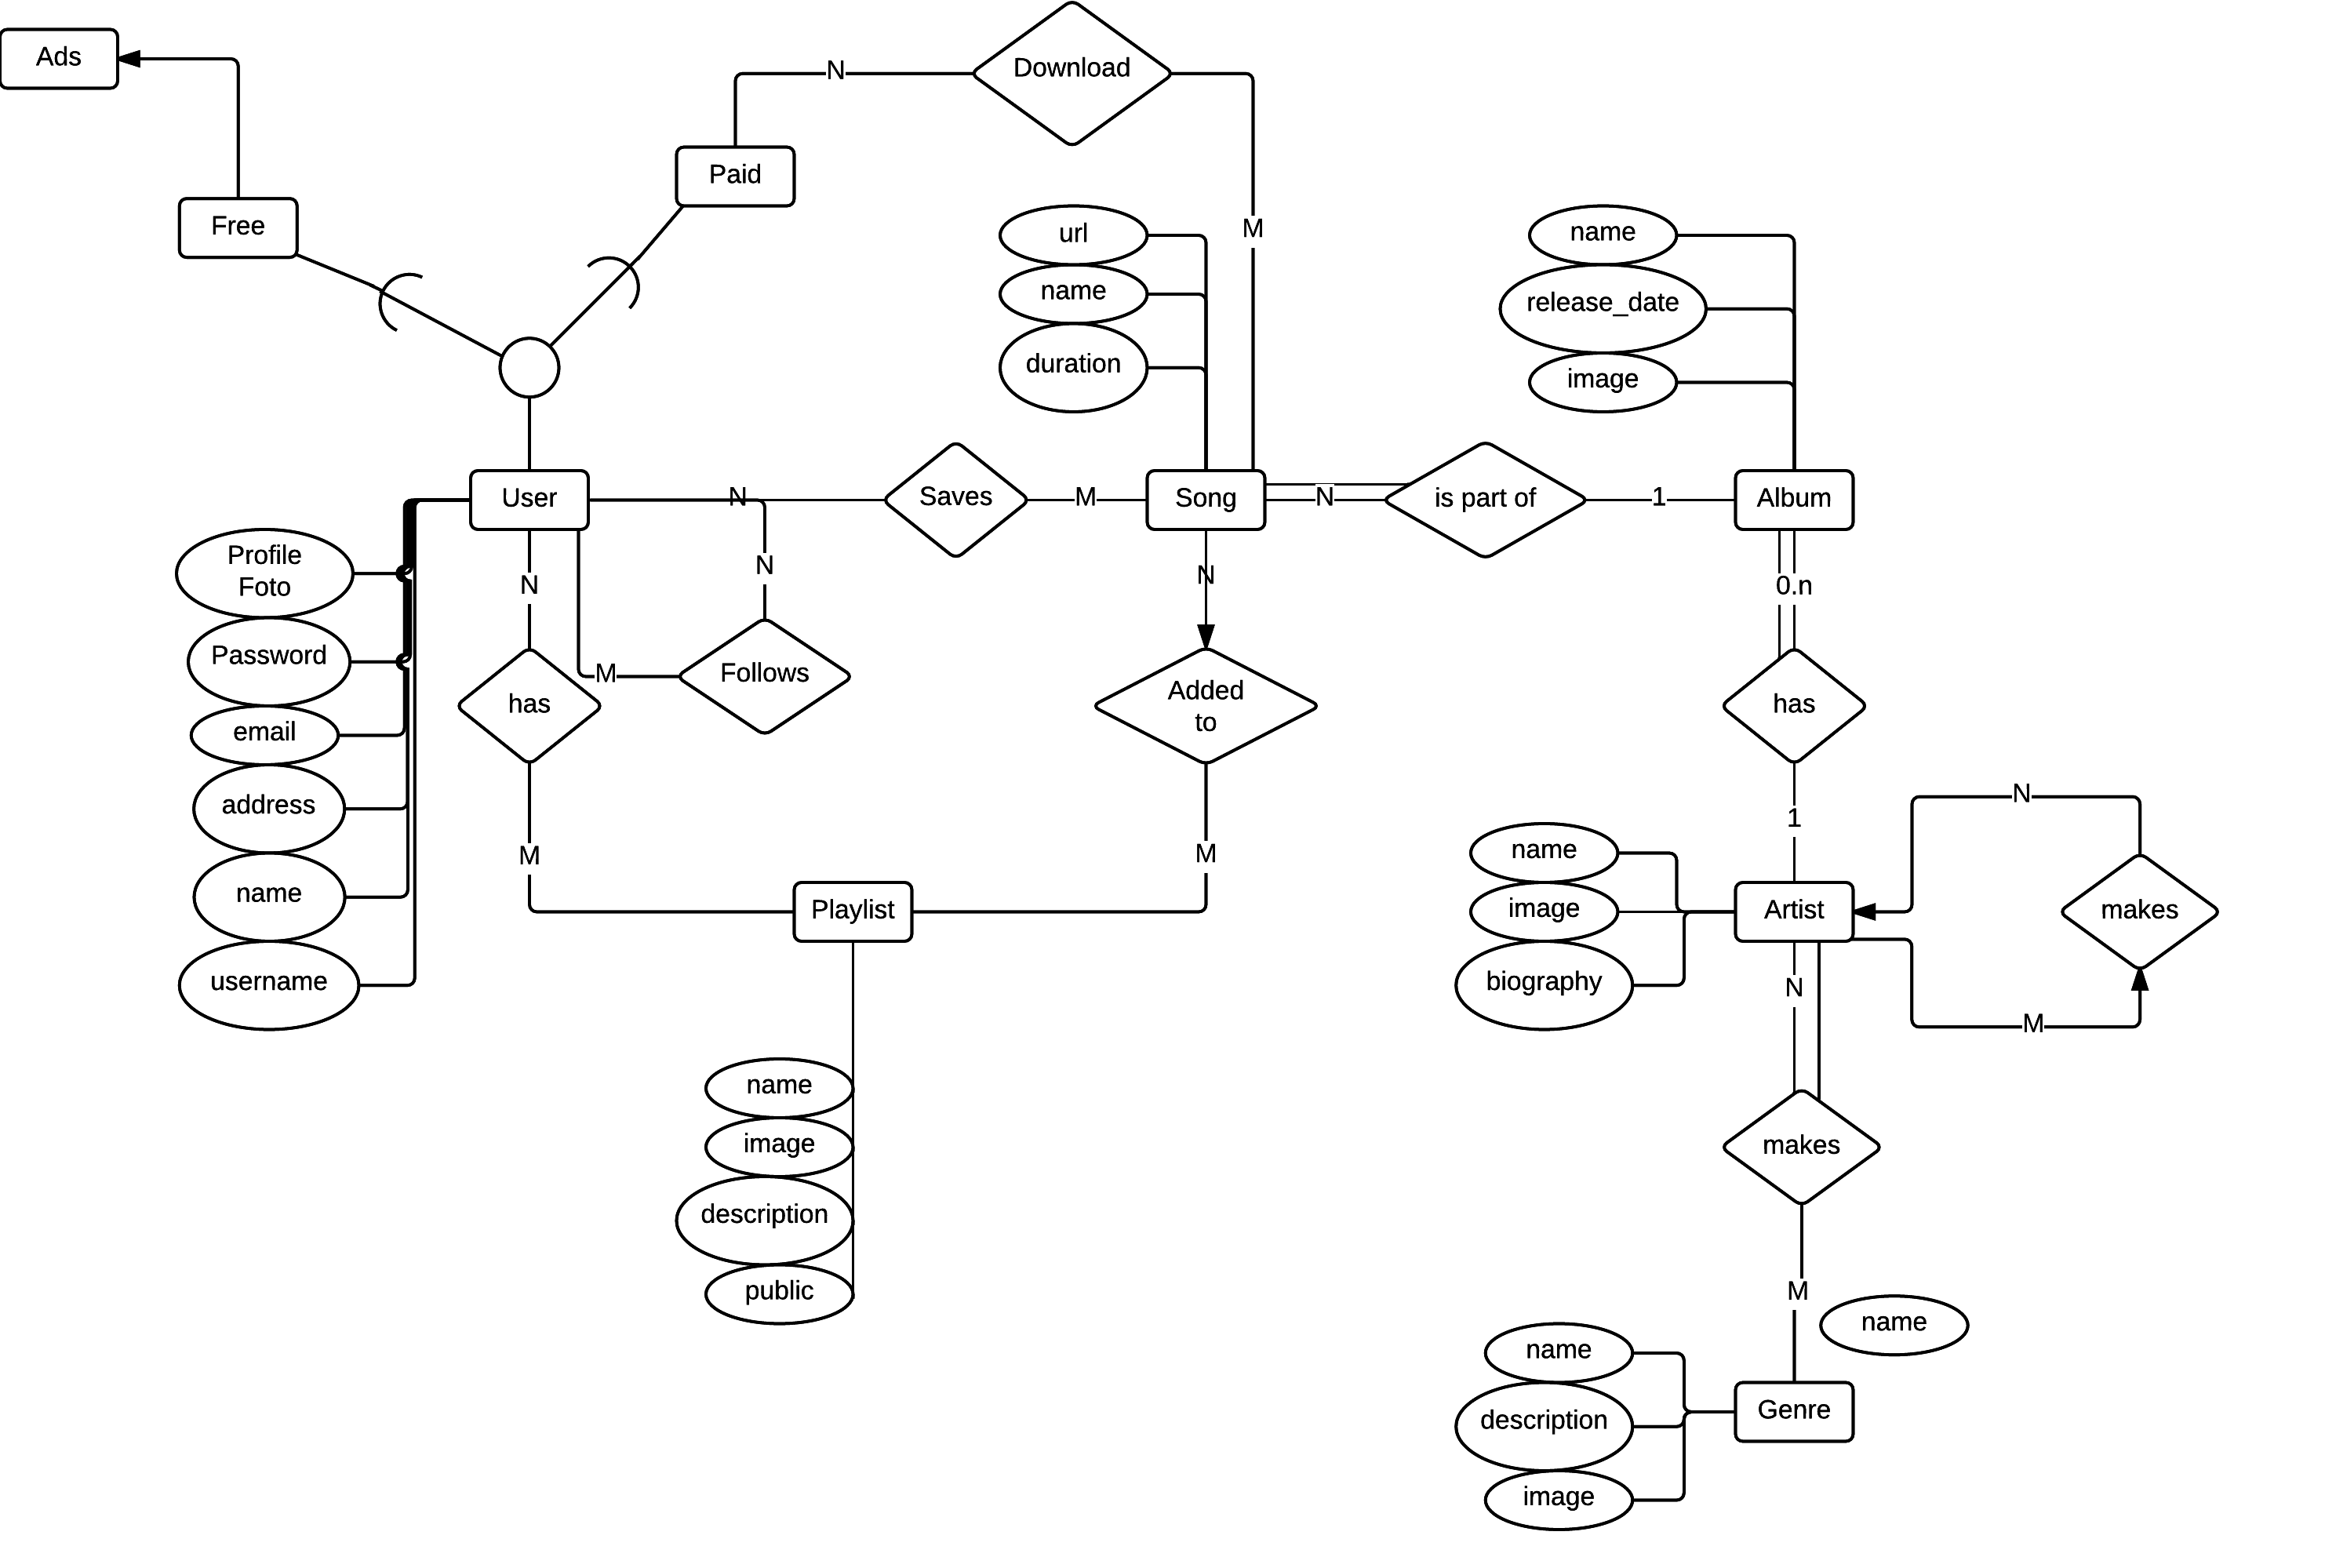 Ads
Download
N
Paid
Free
M
url
name
duration
name
release_date
image
User
N
Saves
M
Song
N
is part of
1
Album
Profile
Foto
Password
email
address
name
username
N
has
M
N
M
Follows
N
Added
to
M
0.n
has
1
Playlist
name
image
description
public
name
image
biography
Artist
N
makes
M
N
makes
M
name
name
description
image
Genre